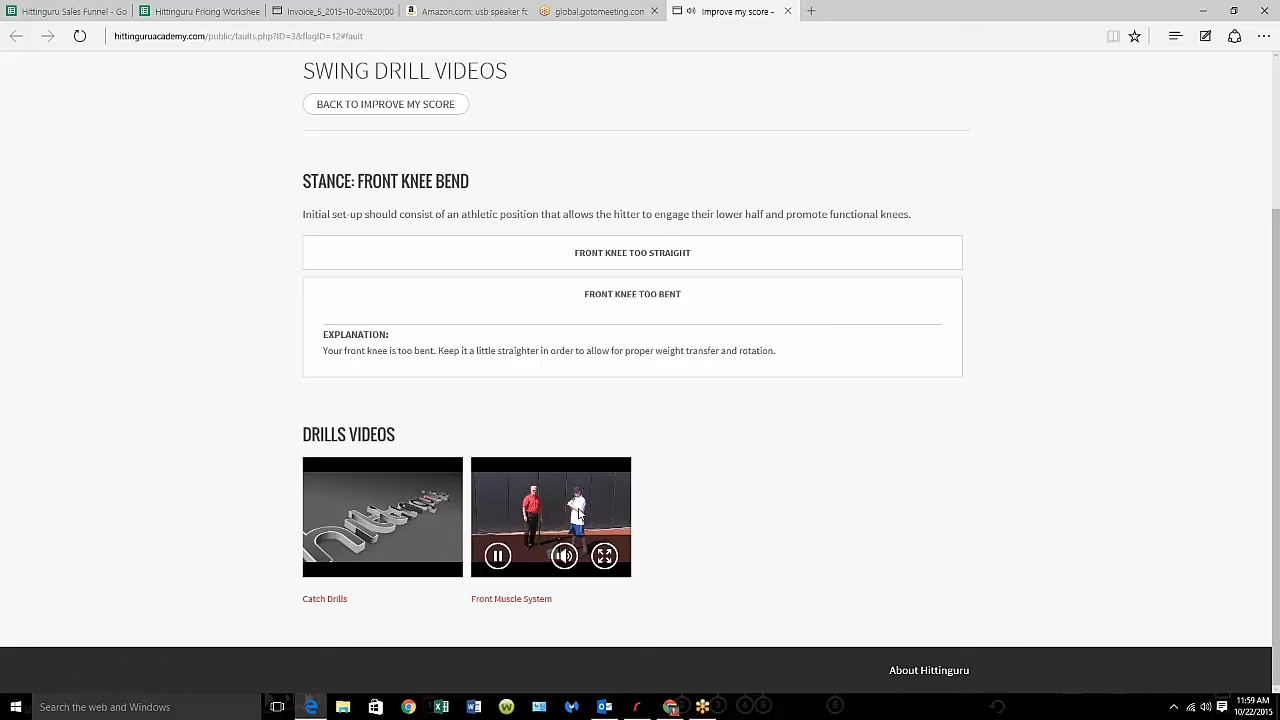 Hittinguru Sales Funnel - Go
Hittinguru Pricing Workshee
Invoice_5_2015-10-20%20(00
Amazon.com: usb speaker fo
global.gotomeeting.com
Improve my score -
hittinguruacademy.com/public/faults.php?ID=3&flagID=12#fault
SWING DRILL VIDEOS
BACK TO IMPROVE MY SCORE
STANCE: FRONT KNEE BEND
Initial set-up should consist of an athletic position that allows the hitter to engage their lower half and promote functional knees.
FRONT KNEE TOO STRAIGHT
FRONT KNEE TOO BENT
EXPLANATION:
Your front knee is too bent. Keep it a little straighter in order to allow for proper weight transfer and rotation.
DRILLS VIDEOS
Catch Drills
Front Muscle System
About Hittinguru
Search the web and Windows
11:59 AM
10/22/2015